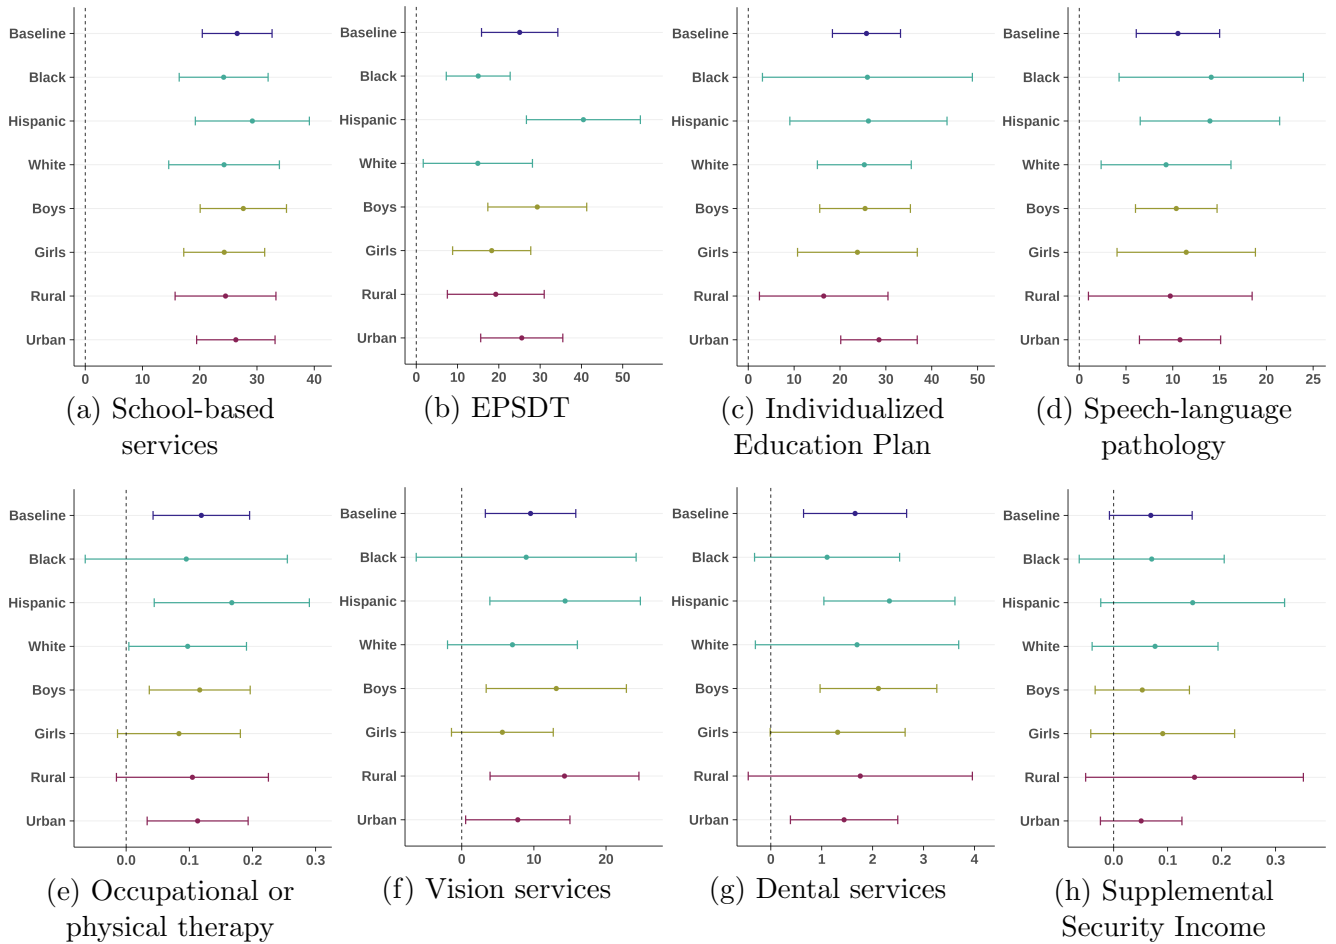 Baseline
Black
Hispanic
White
Boys
Girls
Rural
Urban
0 10 20 30 40
(a) School-based
services
Baseline
Black
Hispanic
White
Boys
Girls
Rural
Urban
0 10 20 30 40 50
(b) EPSDT
Baseline
Black
Hispanic
White
Boys
Girls
Rural
Urban
0 10 20 30 40 50
(c) Individualized
Education Plan
Baseline
Black
Hispanic
White
Boys
Girls
Rural
Urban
0 5 10 15 20 25
(d) Speech-language
pathology
Baseline
Black
Hispanic
White
Boys
Girls
Rural
Urban
0.0 0.1 0.2 0.3
(e) Occupational or
physical therapy
Baseline
Black
Hispanic
White
Boys
Girls
Rural
Urban
0 10 20
(f) Vision services
Baseline
Black
Hispanic
White
Boys
Girls
Rural
Urban
0 1 2 3 4
(g) Dental services
Baseline
Black
Hispanic
White
Boys
Girls
Rural
Urban
0.0 0.1 0.2 0.3
(h) Supplemental
Security Income